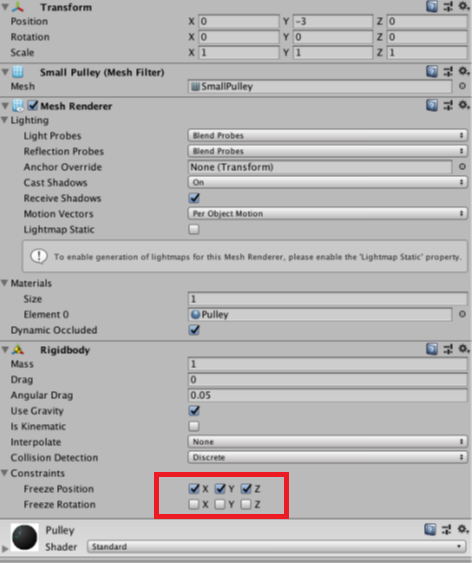 Transform
Position X 0 Y -3 Z 0
Rotation X 0 Y 0 Z 0
Scale X 1 Y 1 Z 1
Small Pulley (Mesh Filter)
Mesh SmallPulley
Mesh Renderer
Lighting
Light Probes Blend Probes
Reflection Probes Blend Probes
Anchor Override None (Transform)
Cast Shadows On
Receive Shadows
Motion Vectors Per Object Motion
Lightmap Static
To enable generation of lightmaps for this Mesh Renderer, please enable the 'Lightmap Static' property.
Materials
Size 1
Element 0 Pulley
Dynamic Occluded
Rigidbody
Mass 1
Drag 0
Angular Drag 0.05
Use Gravity
Is Kinematic
Interpolate None
Collision Detection Discrete
Constraints
Freeze Position X Y Z
Freeze Rotation X Y Z
Pulley
Shader Standard